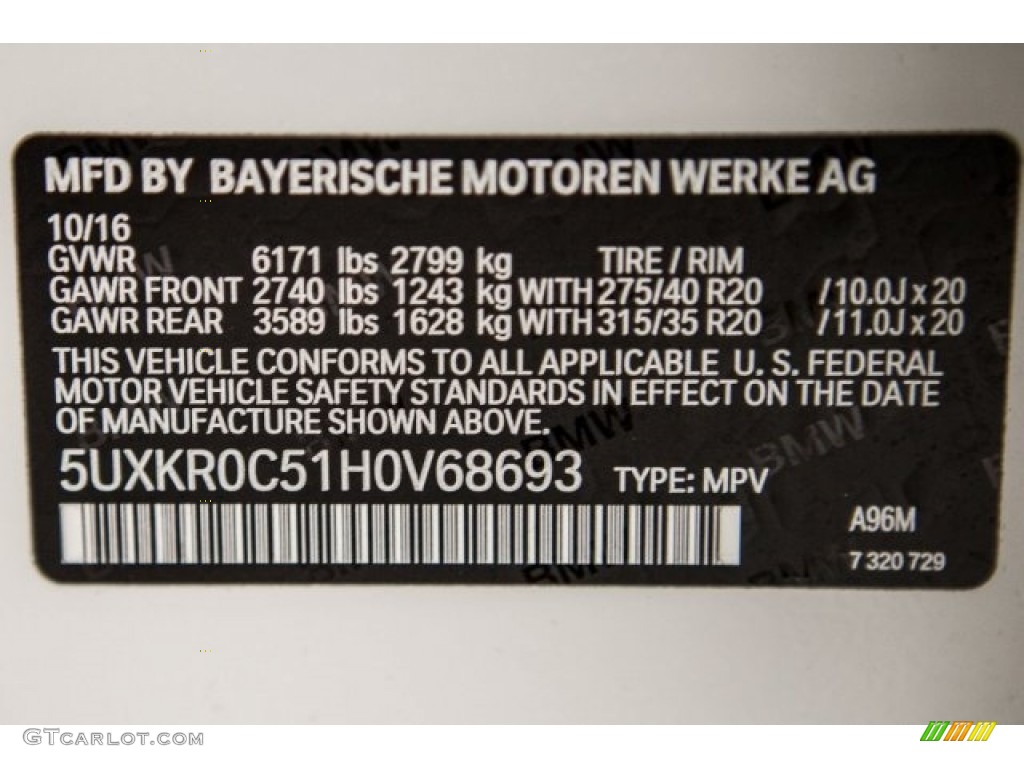 MFD BY BAYERISCHE MOTOREN WERKE AG
10/16
GVWR 6171 lbs 2799 kg TIRE / RIM
GAWR FRONT 2740 lbs 1243 kg WITH 275/40 R20 /10.0J x 20
GAWR REAR 3589 lbs 1628 kg WITH 315/35 R20 /11.0J x 20
THIS VEHICLE CONFORMS TO ALL APPLICABLE U. S. FEDERAL
MOTOR VEHICLE SAFETY STANDARDS IN EFFECT ON THE DATE
OF MANUFACTURE SHOWN ABOVE.
5UXKR0C51H0V68693 TYPE: MPV
A96M
7 320 729
BMW
BMW
GTCARLOT.COM